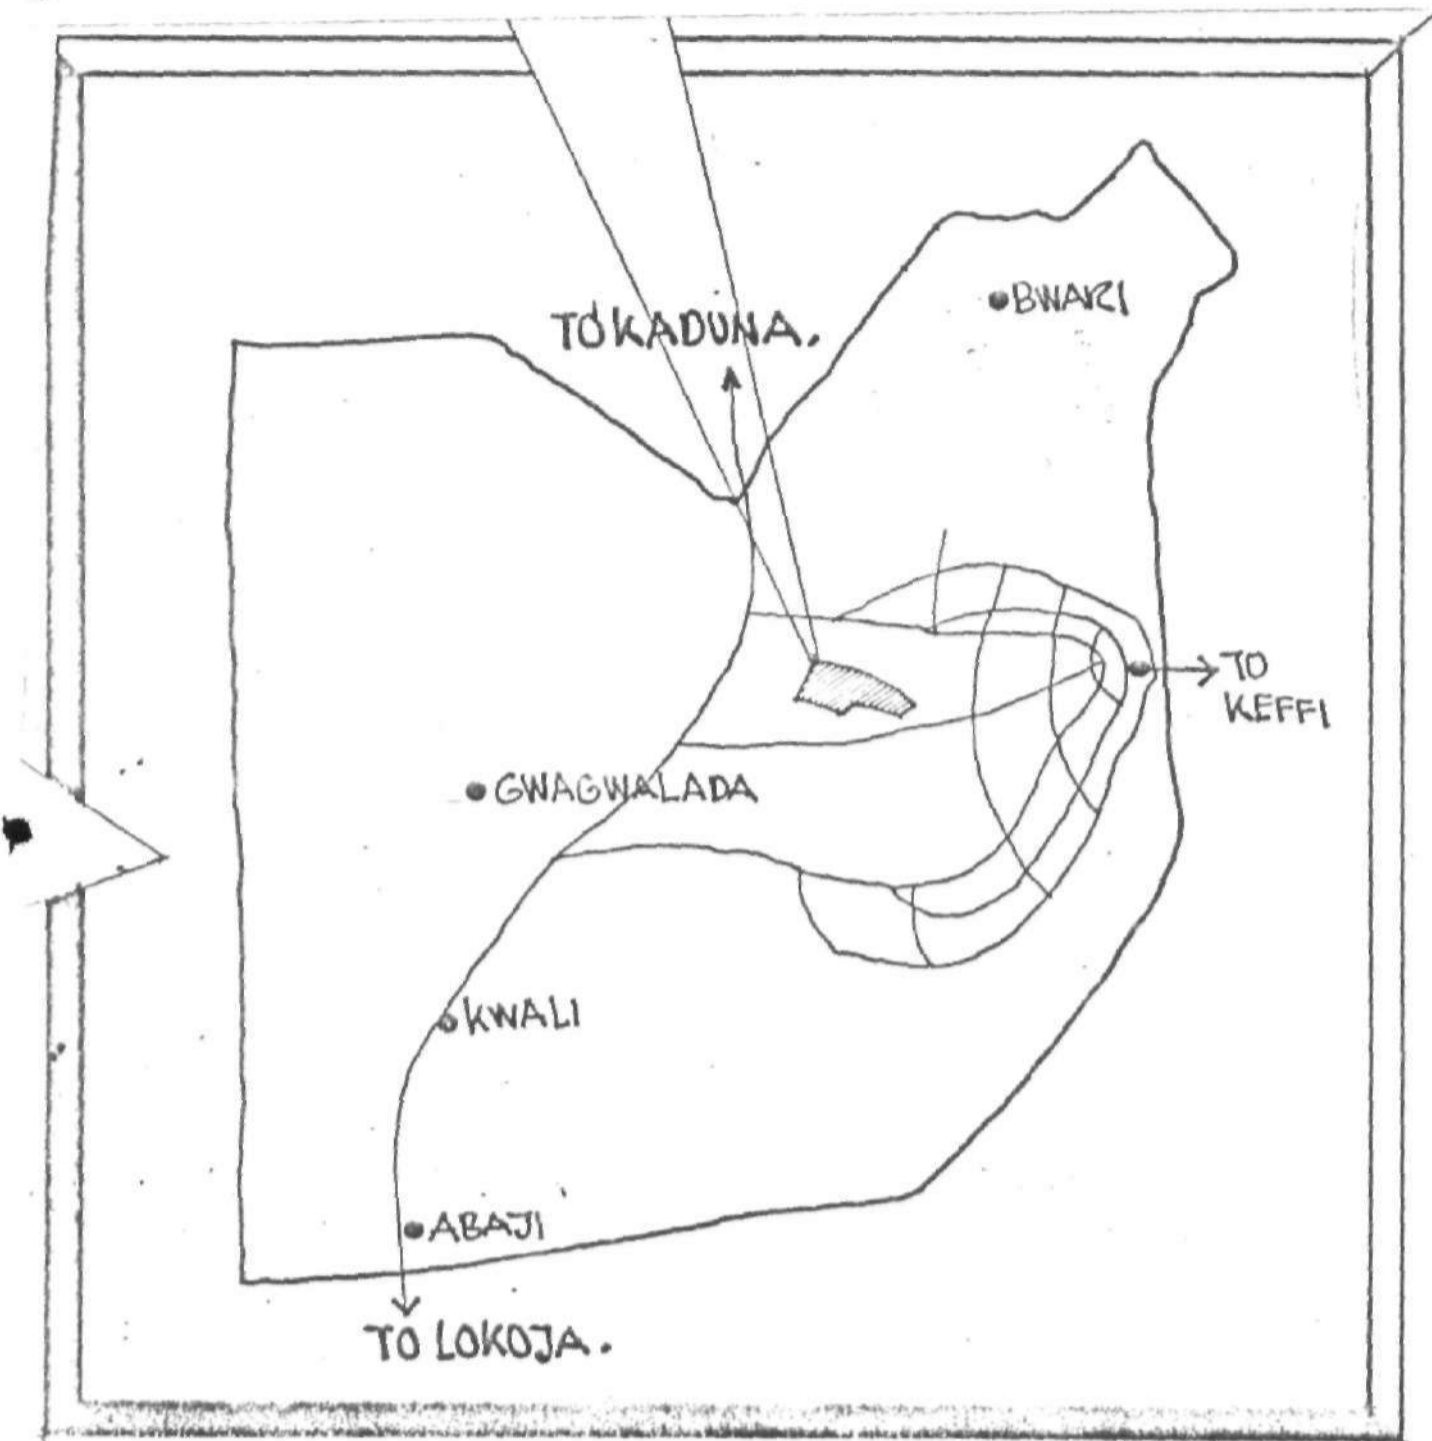 BWARI
TO KADUNA.
TO
KEFFI
GWAGWALADA
KWALI
ABAJI
TO LOKOJA.